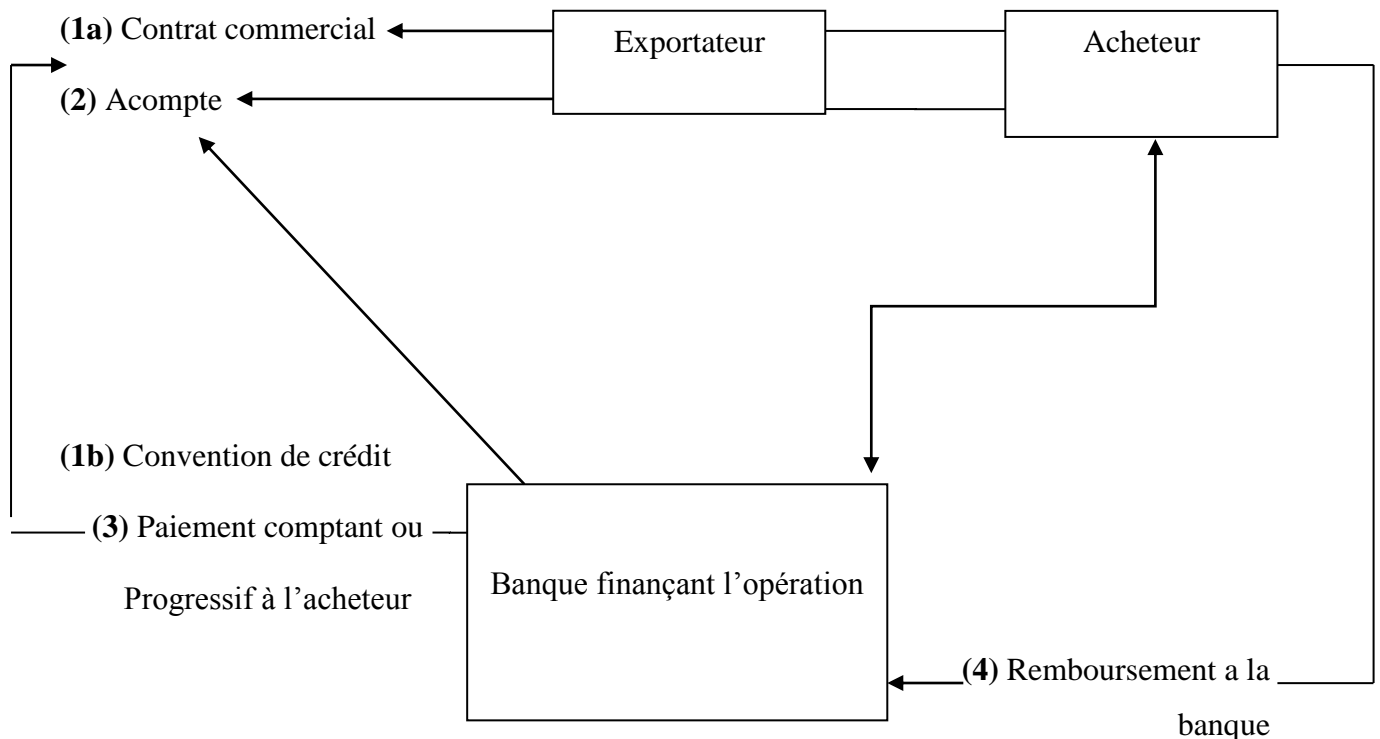 (1a) Contrat commercial
Exportateur
Acheteur
(2) Acompte
(1b) Convention de crédit
(3) Paiement comptant ou
Progressif à l’acheteur
Banque finançant l’opération
(4) Remboursement a la
banque